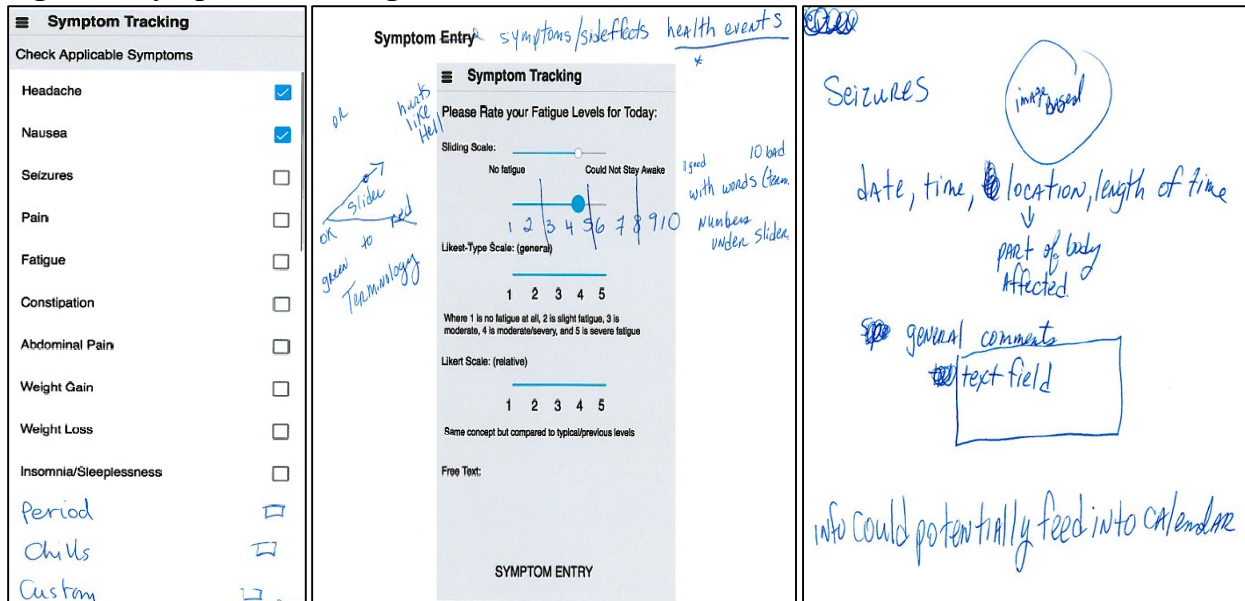 Symptom Tracking
Check Applicable Symptoms
Headache
Nausea
Seizures
Pain
Fatigue
Constipation
Abdominal Pain
Weight Gain
Weight Loss
Insomnia/Sleeplessness
Period
Chills
Custom
Symptom Entry symptoms/sideffects health events
*
Symptom Tracking
Please Rate your Fatigue Levels for Today:
Sliding Scale:
No fatigue Could Not Stay Awake
1 2 3 4 5 6 7 8 9 10
Likest-Type Scale: (general)
1 2 3 4 5
Where 1 is no fatigue at ell, 2 is slight fatigue, 3 is
moderate, 4 is moderate/severy, and 5 is severe fatigue
Likert Scale: (relative)
1 2 3 4 5
Same concept but compared to typical/previous levels
Free Text:
SYMPTOM ENTRY
OR
hurts
like
Hell
slider
OK
red
green to
Terminology
good 10 bad
with words (term.
Numbers
under slider
Seizures
image based
date, time, location, length of time
part of body
Affected
general comments
text field
info could potentially feed into calendar